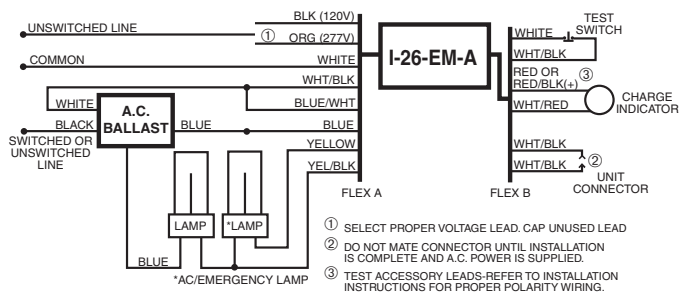 UNSWITCHED LINE
BLK (120V)
① ORG (277V)
COMMON
WHITE
WHT/BLK
BLUE/WHT
WHITE
A.C.
BALLAST
BLACK
BLUE
BLUE
SWITCHED OR
UNSWITCHED
LINE
YELLOW
YEL/BLK
FLEX A
LAMP
*LAMP
BLUE
*AC/EMERGENCY LAMP
I-26-EM-A
TEST
SWITCH
WHITE
WHT/BLK
RED OR
RED/BLK(+) ③
WHT/RED
CHARGE
INDICATOR
WHT/BLK
WHT/BLK
②
UNIT
CONNECTOR
FLEX B
① SELECT PROPER VOLTAGE LEAD. CAP UNUSED LEAD
② DO NOT MATE CONNECTOR UNTIL INSTALLATION
IS COMPLETE AND A.C. POWER IS SUPPLIED.
③ TEST ACCESSORY LEADS-REFER TO INSTALLATION
INSTRUCTIONS FOR PROPER POLARITY WIRING.